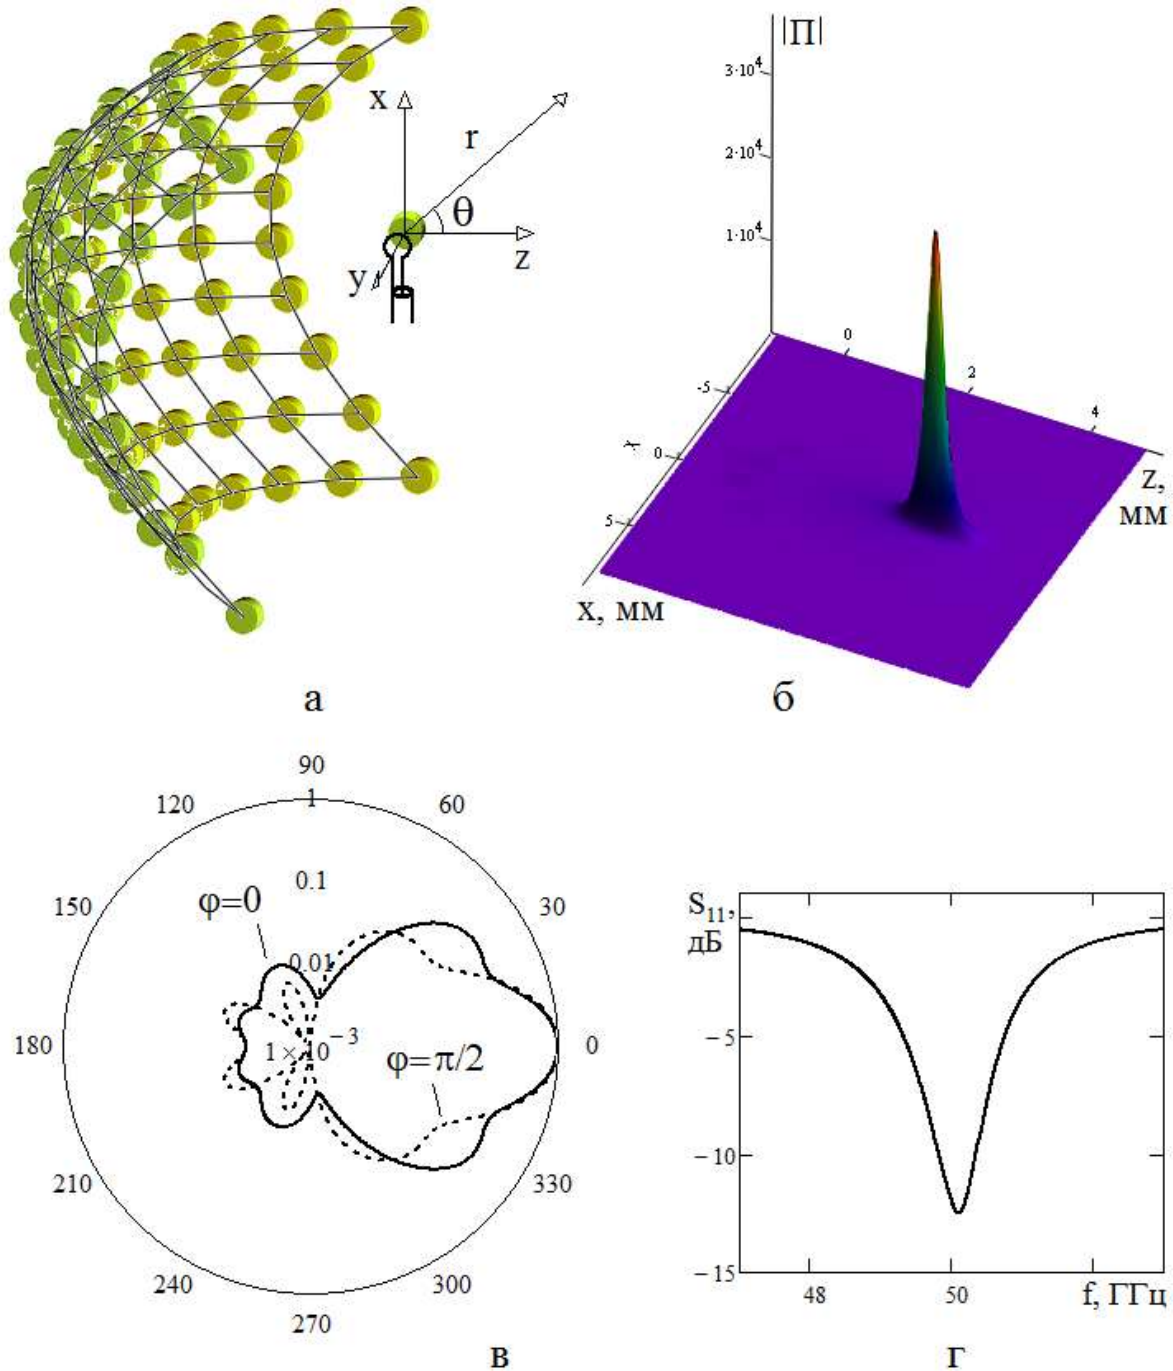 |П|
3·10⁴
2·10⁴
1·10⁴
x
r
θ
z
y
0
2
4
-5
x
0
5
z,
мм
x, мм
а
б
90
1
120
60
0.1
150
30
φ=0
0.01
180
1×10⁻³
0
φ=π/2
210
330
240
300
270
в
S₁₁,
дБ
−5
−10
−15
48
50
f, ГГц
г